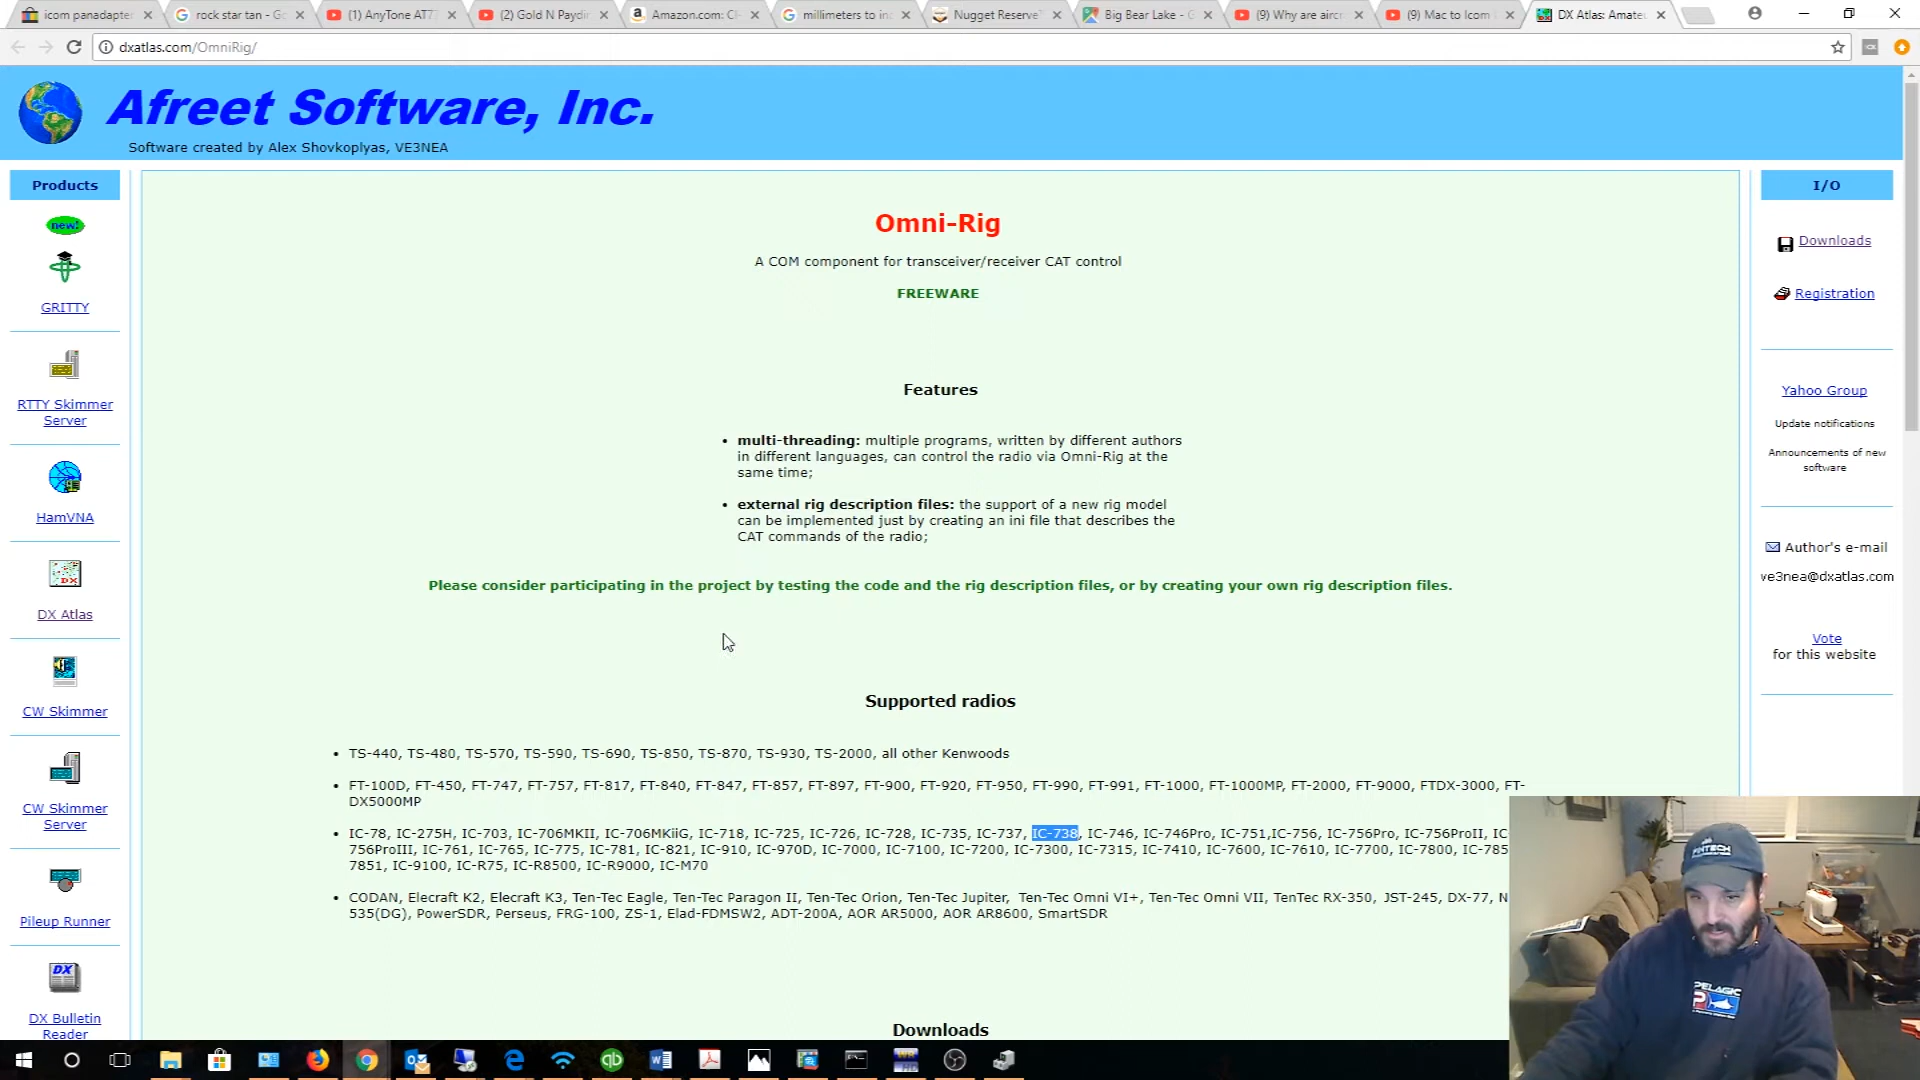 icom panadapte
rock star tan - Go
(1) AnyTone AT7
(2) Gold N Paydir
Amazon.com: Cl
millimeters to in
Nugget Reserve
Big Bear Lake - G
(9) Why are airc
(9) Mac to Icom
DX Atlas: Amate
dxatlas.com/OmniRig/
Afreet Software, Inc.
Software created by Alex Shovkoplyas, VE3NEA
Products
new!
GRITTY
RTTY Skimmer
Server
HamVNA
DX
DX Atlas
CW Skimmer
CW Skimmer
Server
Pileup Runner
DX
DX Bulletin
Reader
Omni-Rig
A COM component for transceiver/receiver CAT control
FREEWARE
Features
• multi-threading: multiple programs, written by different authors
in different languages, can control the radio via Omni-Rig at the
same time;
• external rig description files: the support of a new rig model
can be implemented just by creating an ini file that describes the
CAT commands of the radio;
Please consider participating in the project by testing the code and the rig description files, or by creating your own rig description files.
Supported radios
• TS-440, TS-480, TS-570, TS-590, TS-690, TS-850, TS-870, TS-930, TS-2000, all other Kenwoods
• FT-100D, FT-450, FT-747, FT-757, FT-817, FT-840, FT-847, FT-857, FT-897, FT-900, FT-920, FT-950, FT-990, FT-991, FT-1000, FT-1000MP, FT-2000, FT-9000, FTDX-3000, FT-
DX5000MP
• IC-78, IC-275H, IC-703, IC-706MKII, IC-706MKiiG, IC-718, IC-725, IC-726, IC-728, IC-735, IC-737, IC-738, IC-746, IC-746Pro, IC-751,IC-756, IC-756Pro, IC-756ProII, IC
756ProIII, IC-761, IC-765, IC-775, IC-781, IC-821, IC-910, IC-970D, IC-7000, IC-7100, IC-7200, IC-7300, IC-7315, IC-7410, IC-7600, IC-7610, IC-7700, IC-7800, IC-785
7851, IC-9100, IC-R75, IC-R8500, IC-R9000, IC-M70
• CODAN, Elecraft K2, Elecraft K3, Ten-Tec Eagle, Ten-Tec Paragon II, Ten-Tec Orion, Ten-Tec Jupiter, Ten-Tec Omni VI+, Ten-Tec Omni VII, TenTec RX-350, JST-245, DX-77, N
535(DG), PowerSDR, Perseus, FRG-100, ZS-1, Elad-FDMSW2, ADT-200A, AOR AR5000, AOR AR8600, SmartSDR
Downloads
I/O
Downloads
Registration
Yahoo Group
Update notifications
Announcements of new
software
Author's e-mail
ve3nea@dxatlas.com
Vote
for this website
PELAGIC